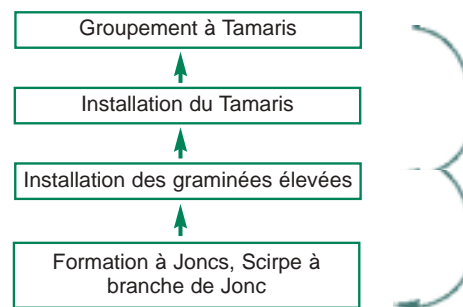 Groupement à Tamaris
Installation du Tamaris
Installation des graminées élevées
Formation à Joncs, Scirpe à
branche de Jonc